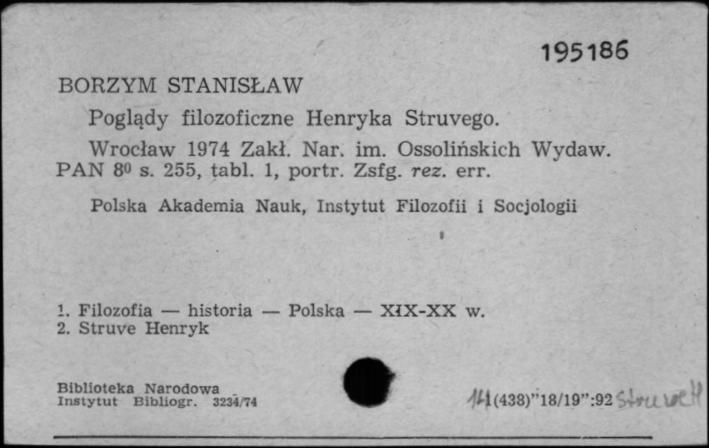 195186
BORZYM STANISŁAW
Poglądy filozoficzne Henryka Struvego.
Wrocław 1974 Zakł. Nar. im. Ossolińskich Wydaw.
PAN 8⁰ s. 255, tabl. 1, portr. Zsfg. rez. err.
Polska Akademia Nauk, Instytut Filozofii i Socjologii
1. Filozofia — historia — Polska — XIX-XX w.
2. Struve Henryk
Biblioteka Narodowa
Instytut Bibliogr. 3234/74
(438)"18/19":92 Struve H